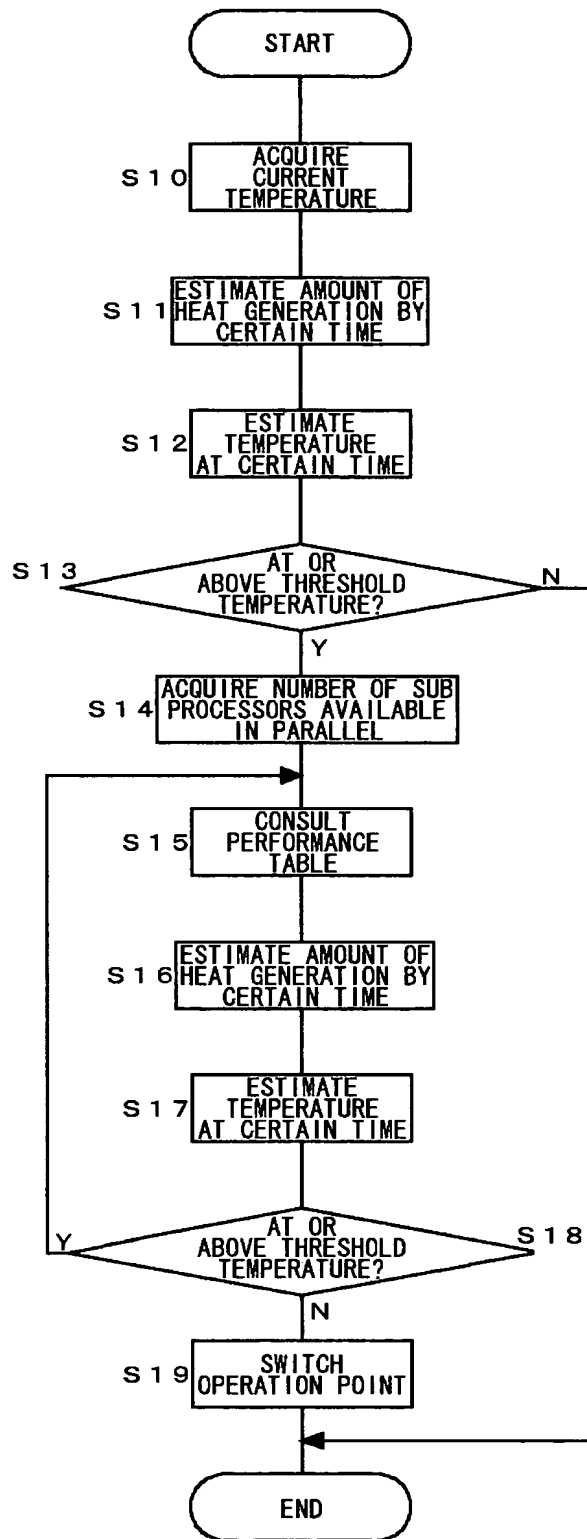 START
S10
ACQUIRE
CURRENT
TEMPERATURE
S11
ESTIMATE AMOUNT OF
HEAT GENERATION BY
CERTAIN TIME
S12
ESTIMATE
TEMPERATURE
AT CERTAIN TIME
S13
AT OR
ABOVE THRESHOLD
TEMPERATURE?
N
Y
S14
ACQUIRE NUMBER OF SUB
PROCESSORS AVAILABLE
IN PARALLEL
S15
CONSULT
PERFORMANCE
TABLE
S16
ESTIMATE AMOUNT OF
HEAT GENERATION BY
CERTAIN TIME
S17
ESTIMATE
TEMPERATURE
AT CERTAIN TIME
S18
AT OR
ABOVE THRESHOLD
TEMPERATURE?
Y
N
S19
SWITCH
OPERATION POINT
END